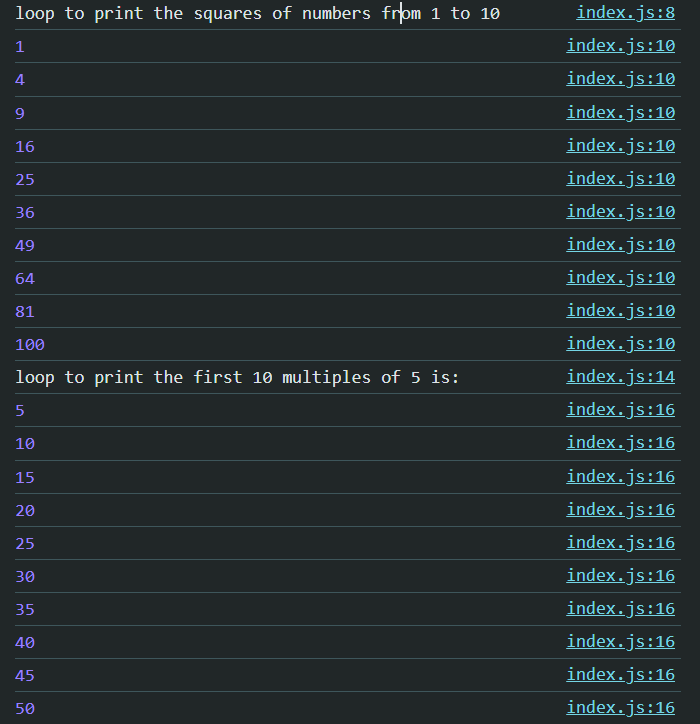 loop to print the squares of numbers from 1 to 10 index.js:8
1 index.js:10
4 index.js:10
9 index.js:10
16 index.js:10
25 index.js:10
36 index.js:10
49 index.js:10
64 index.js:10
81 index.js:10
100 index.js:10
loop to print the first 10 multiples of 5 is: index.js:14
5 index.js:16
10 index.js:16
15 index.js:16
20 index.js:16
25 index.js:16
30 index.js:16
35 index.js:16
40 index.js:16
45 index.js:16
50 index.js:16